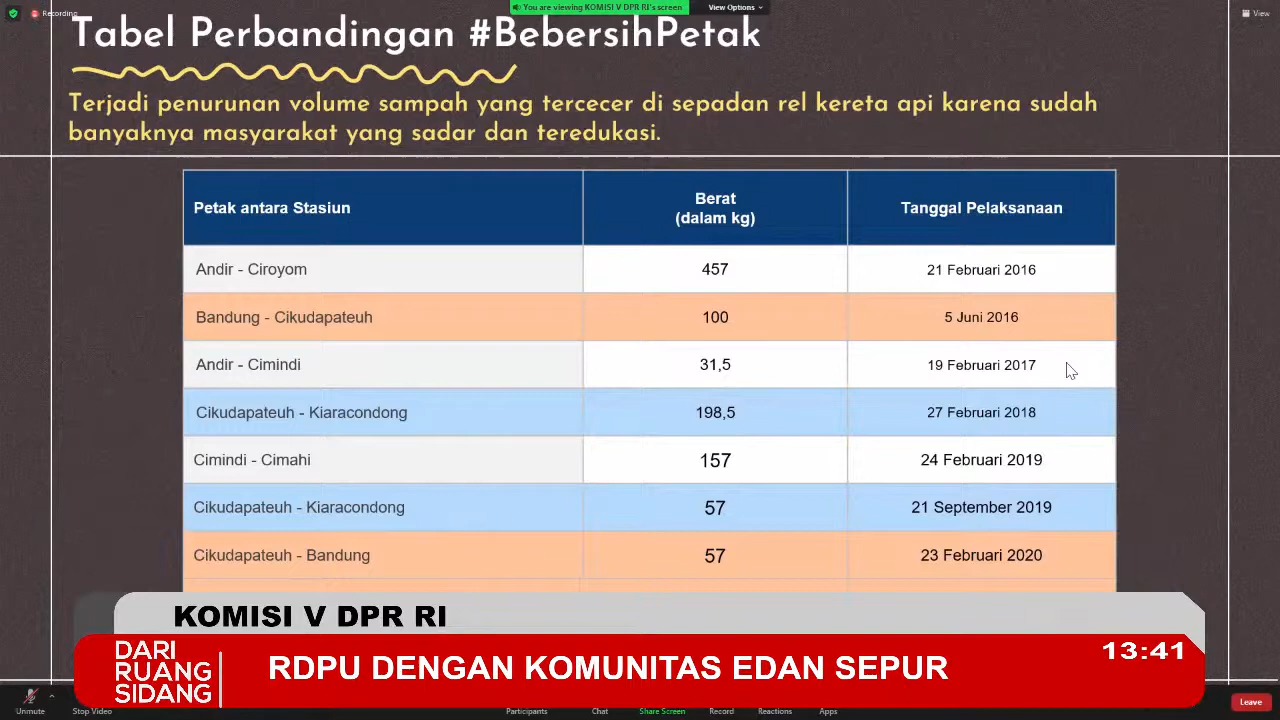 Recording
You are viewing KOMISI V DPR RI's screen
View Options
View
Tabel Perbandingan #BebersihPetak
Terjadi penurunan volume sampah yang tercecer di sepadan rel kereta api karena sudah
banyaknya masyarakat yang sadar dan teredukasi.
Petak antara Stasiun
Berat
(dalam kg)
Tanggal Pelaksanaan
Andir - Ciroyom 457 21 Februari 2016
Bandung - Cikudapateuh 100 5 Juni 2016
Andir - Cimindi 31,5 19 Februari 2017
Cikudapateuh - Kiaracondong 198,5 27 Februari 2018
Cimindi - Cimahi 157 24 Februari 2019
Cikudapateuh - Kiaracondong 57 21 September 2019
Cikudapateuh - Bandung 57 23 Februari 2020
KOMISI V DPR RI
DARI
RUANG
SIDANG
RDPU DENGAN KOMUNITAS EDAN SEPUR
13:41
Unmute
Stop Video
Participants
Chat
Share Screen
Record
Reactions
Apps
Leave